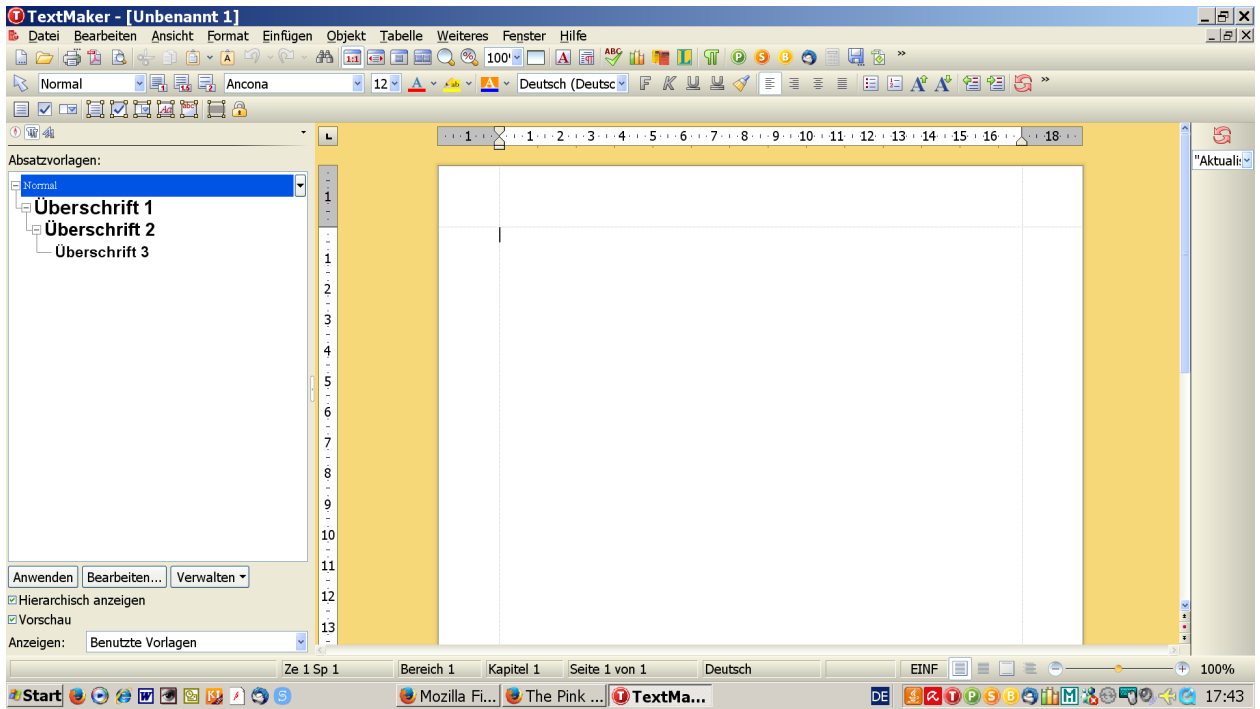 TextMaker - [Unbenannt 1]
Datei Bearbeiten Ansicht Format Einfügen Objekt Tabelle Weiteres Fenster Hilfe
Normal Ancona 12 Deutsch (Deutsc F K U U
Absatzvorlagen:
"Aktualis
Normal
Überschrift 1
Überschrift 2
Überschrift 3
1 1 2 3 4 5 6 7 8 9 10 11 12 13 14 15 16 18
1
1
2
3
4
5
6
7
8
9
10
11
12
13
Anwenden Bearbeiten... Verwalten
Hierarchisch anzeigen
Vorschau
Anzeigen: Benutzte Vorlagen
Ze 1 Sp 1 Bereich 1 Kapitel 1 Seite 1 von 1 Deutsch EINF 100%
Start Mozilla Fi... The Pink ... TextMa... DE 17:43